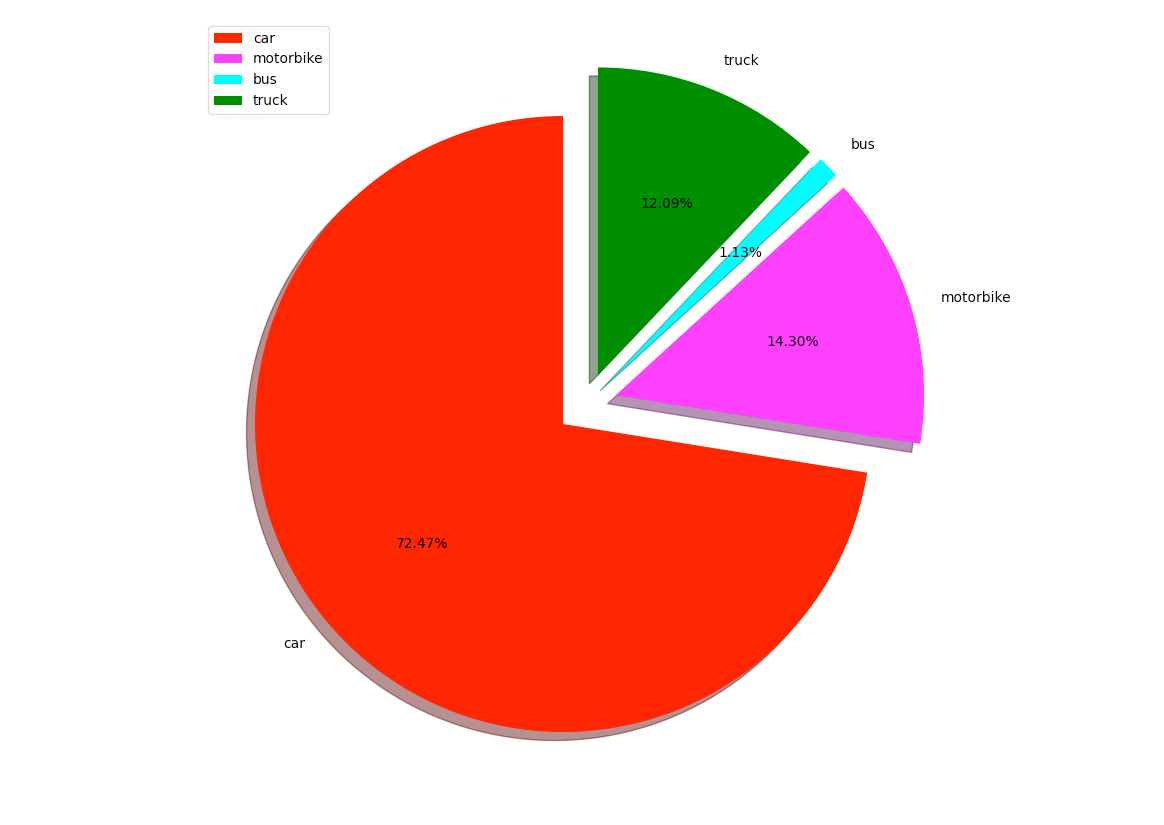 car
motorbike
bus
truck
truck
bus
12.09%
1.13%
motorbike
14.30%
72.47%
car